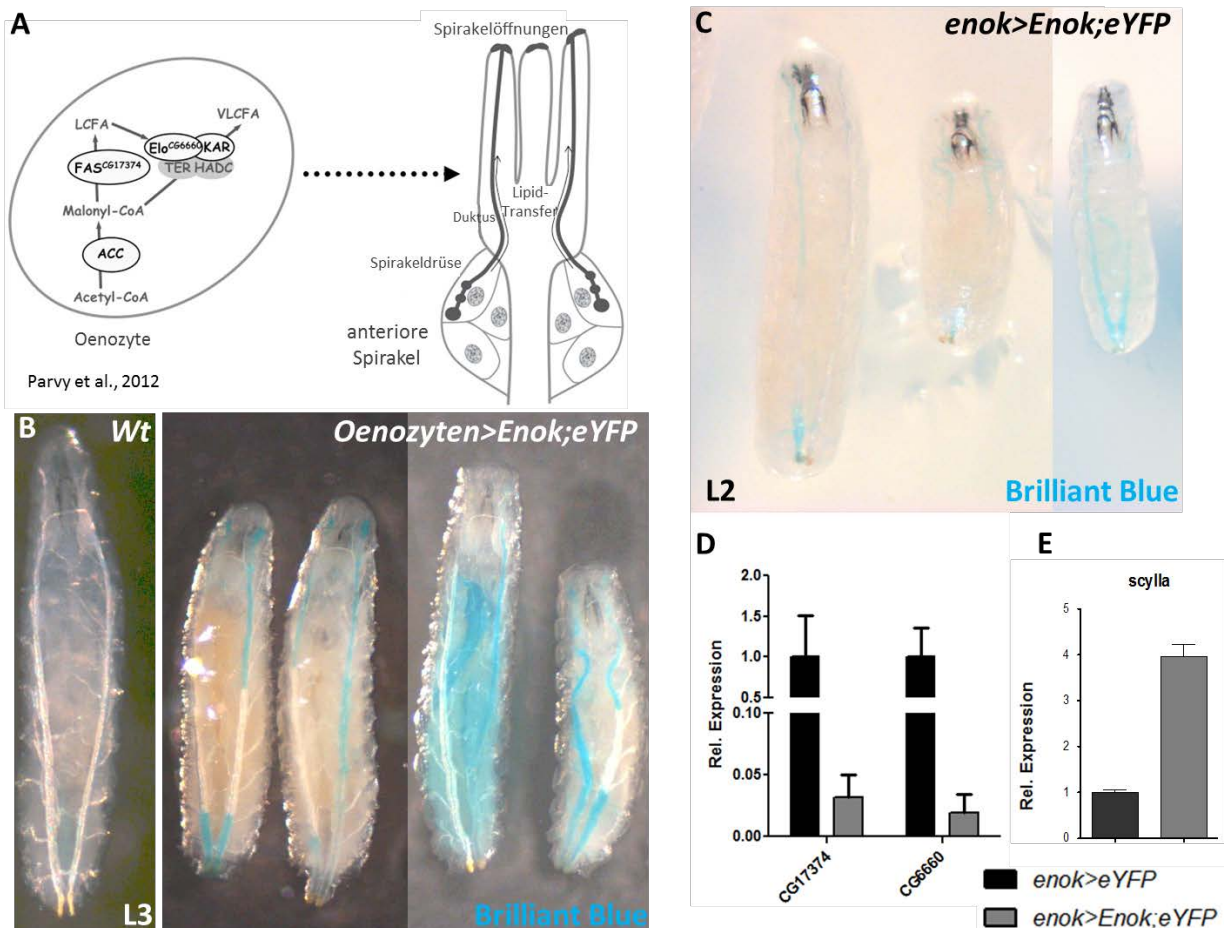 A
Spirakelöffnungen
LCFA
VLCFA
Elo^CG6660 KAR
FAS^CG17374
TER HADC
Malonyl-CoA
ACC
Acetyl-CoA
Oenozyte
Parvy et al., 2012
Lipid-
Transfer
Duktus
Spirakeldrüse
anteriore
Spirakel
B
Wt
Oenozyten>Enok;eYFP
L3
Brilliant Blue
C
enok>Enok;eYFP
L2
Brilliant Blue
D
Rel. Expression
2.0
1.5
1.0
0.5
0.10
0.05
0.00
CG17374
CG6660
E
scylla
Rel. Expression
5
4
3
2
1
0
enok>eYFP
enok>Enok;eYFP